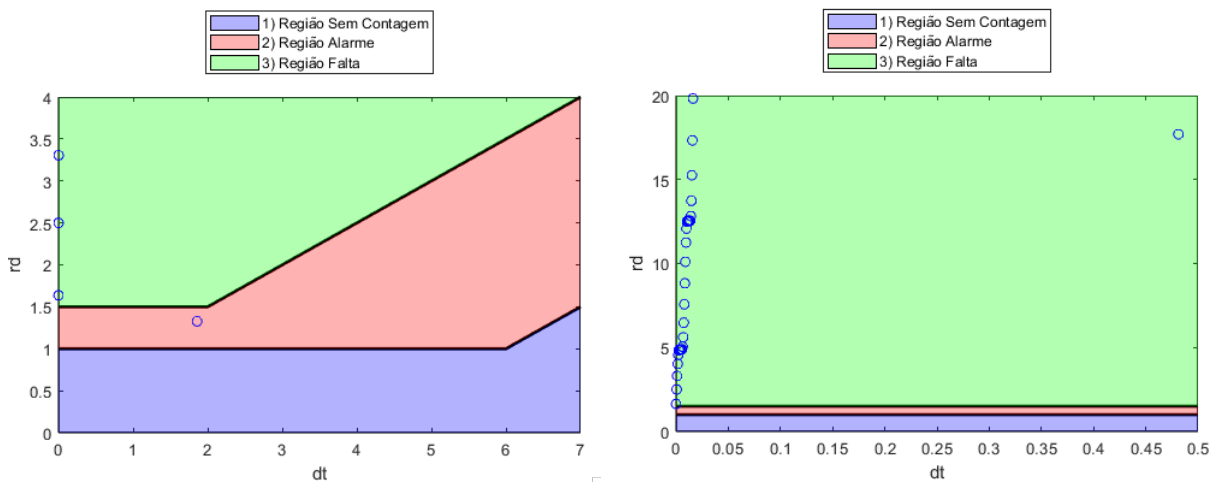 1) Região Sem Contagem
2) Região Alarme
3) Região Falta
4
3.5
3
2.5
2
1.5
1
0.5
0
rd
0 1 2 3 4 5 6 7
dt
1) Região Sem Contagem
2) Região Alarme
3) Região Falta
20
15
10
5
0
rd
0 0.05 0.1 0.15 0.2 0.25 0.3 0.35 0.4 0.45 0.5
dt